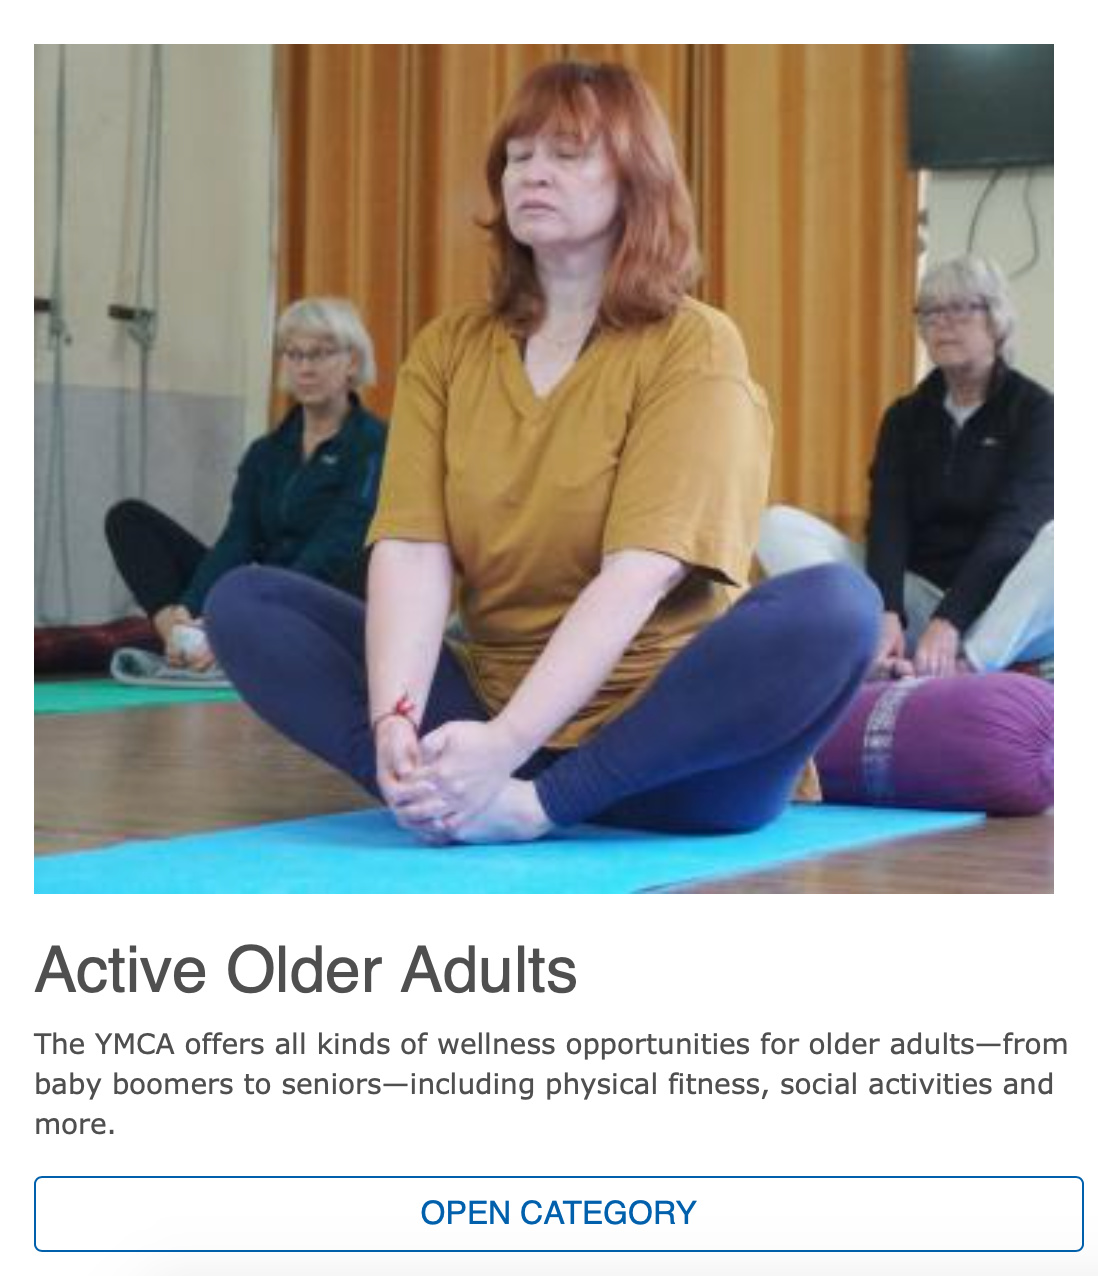 Active Older Adults
The YMCA offers all kinds of wellness opportunities for older adults—from
baby boomers to seniors—including physical fitness, social activities and
more.
OPEN CATEGORY